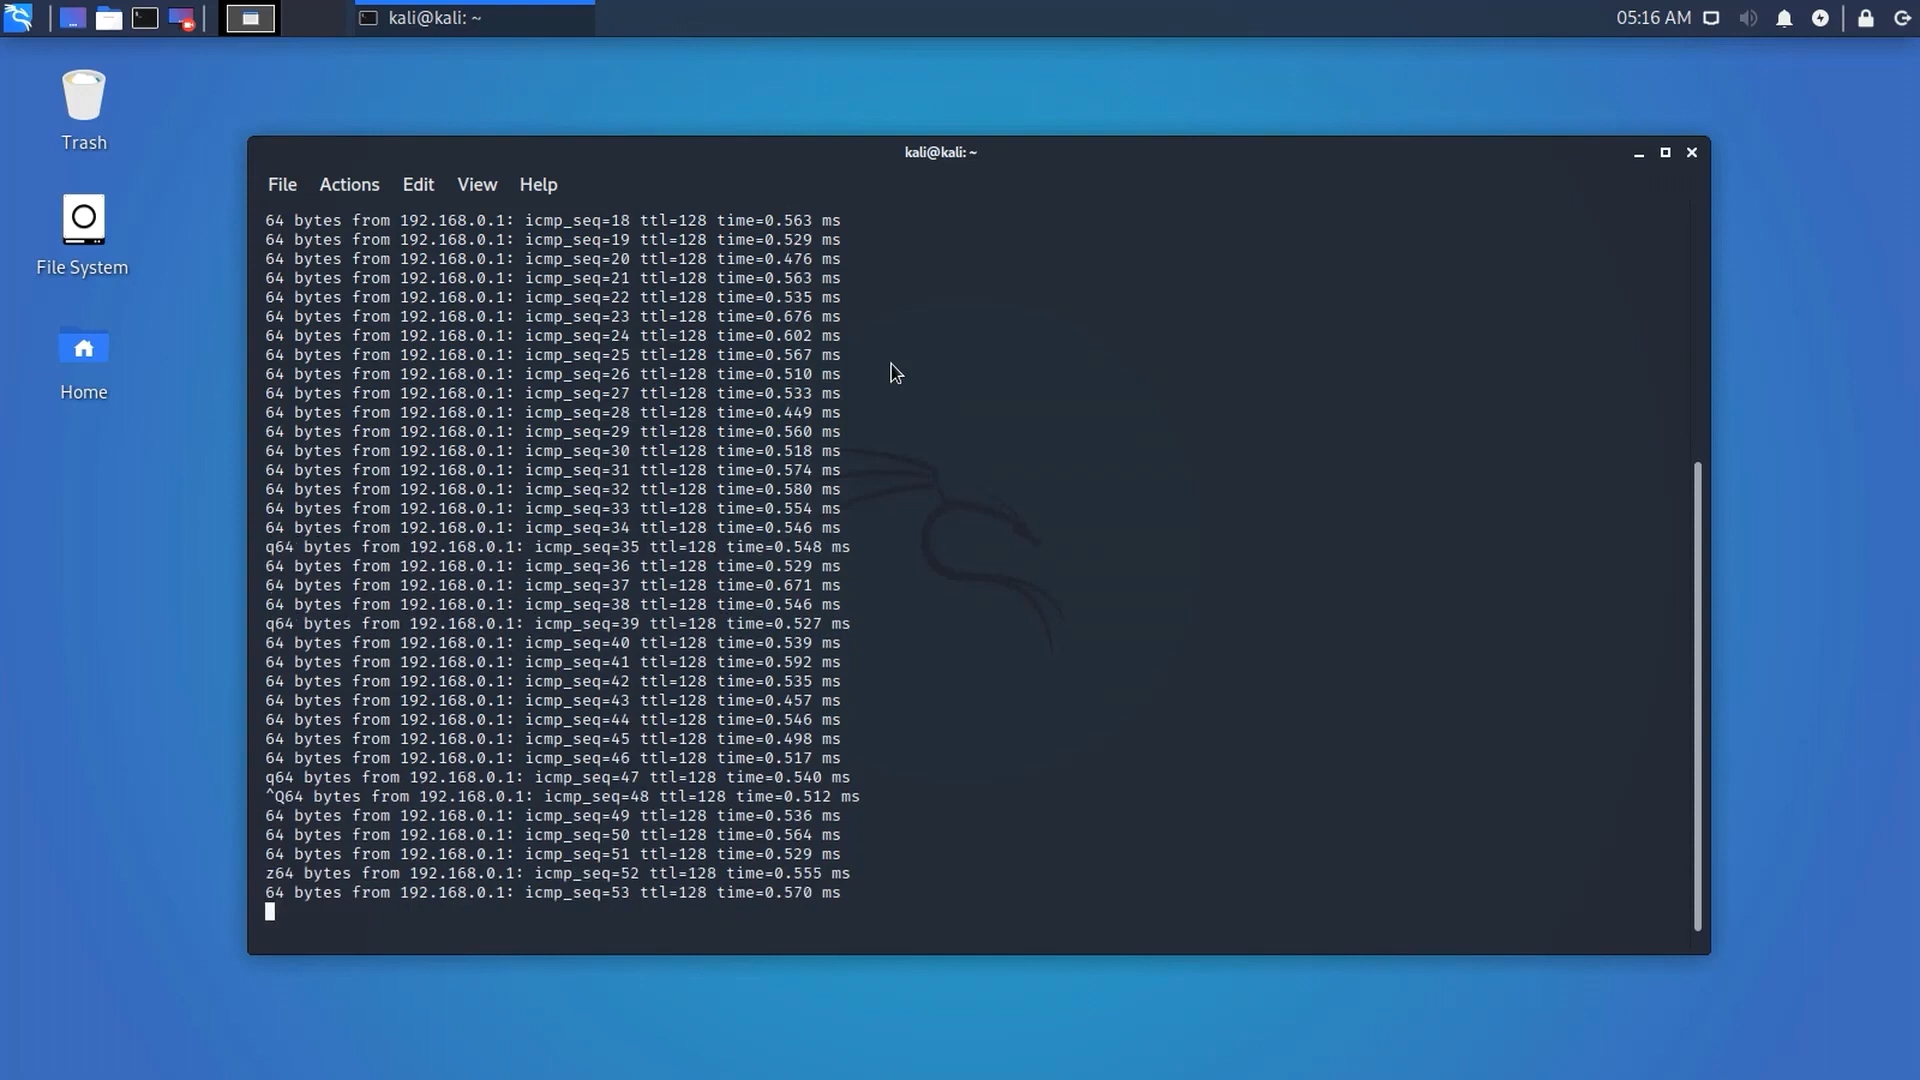 kali@kali: ~
05:16 AM
Trash
File System
Home
kali@kali: ~
File Actions Edit View Help
64 bytes from 192.168.0.1: icmp_seq=18 ttl=128 time=0.563 ms
64 bytes from 192.168.0.1: icmp_seq=19 ttl=128 time=0.529 ms
64 bytes from 192.168.0.1: icmp_seq=20 ttl=128 time=0.476 ms
64 bytes from 192.168.0.1: icmp_seq=21 ttl=128 time=0.563 ms
64 bytes from 192.168.0.1: icmp_seq=22 ttl=128 time=0.535 ms
64 bytes from 192.168.0.1: icmp_seq=23 ttl=128 time=0.676 ms
64 bytes from 192.168.0.1: icmp_seq=24 ttl=128 time=0.602 ms
64 bytes from 192.168.0.1: icmp_seq=25 ttl=128 time=0.567 ms
64 bytes from 192.168.0.1: icmp_seq=26 ttl=128 time=0.510 ms
64 bytes from 192.168.0.1: icmp_seq=27 ttl=128 time=0.533 ms
64 bytes from 192.168.0.1: icmp_seq=28 ttl=128 time=0.449 ms
64 bytes from 192.168.0.1: icmp_seq=29 ttl=128 time=0.560 ms
64 bytes from 192.168.0.1: icmp_seq=30 ttl=128 time=0.518 ms
64 bytes from 192.168.0.1: icmp_seq=31 ttl=128 time=0.574 ms
64 bytes from 192.168.0.1: icmp_seq=32 ttl=128 time=0.580 ms
64 bytes from 192.168.0.1: icmp_seq=33 ttl=128 time=0.554 ms
64 bytes from 192.168.0.1: icmp_seq=34 ttl=128 time=0.546 ms
q64 bytes from 192.168.0.1: icmp_seq=35 ttl=128 time=0.548 ms
64 bytes from 192.168.0.1: icmp_seq=36 ttl=128 time=0.529 ms
64 bytes from 192.168.0.1: icmp_seq=37 ttl=128 time=0.671 ms
64 bytes from 192.168.0.1: icmp_seq=38 ttl=128 time=0.546 ms
q64 bytes from 192.168.0.1: icmp_seq=39 ttl=128 time=0.527 ms
64 bytes from 192.168.0.1: icmp_seq=40 ttl=128 time=0.539 ms
64 bytes from 192.168.0.1: icmp_seq=41 ttl=128 time=0.592 ms
64 bytes from 192.168.0.1: icmp_seq=42 ttl=128 time=0.535 ms
64 bytes from 192.168.0.1: icmp_seq=43 ttl=128 time=0.457 ms
64 bytes from 192.168.0.1: icmp_seq=44 ttl=128 time=0.546 ms
64 bytes from 192.168.0.1: icmp_seq=45 ttl=128 time=0.498 ms
64 bytes from 192.168.0.1: icmp_seq=46 ttl=128 time=0.517 ms
q64 bytes from 192.168.0.1: icmp_seq=47 ttl=128 time=0.540 ms
^Q64 bytes from 192.168.0.1: icmp_seq=48 ttl=128 time=0.512 ms
64 bytes from 192.168.0.1: icmp_seq=49 ttl=128 time=0.536 ms
64 bytes from 192.168.0.1: icmp_seq=50 ttl=128 time=0.564 ms
64 bytes from 192.168.0.1: icmp_seq=51 ttl=128 time=0.529 ms
z64 bytes from 192.168.0.1: icmp_seq=52 ttl=128 time=0.555 ms
64 bytes from 192.168.0.1: icmp_seq=53 ttl=128 time=0.570 ms